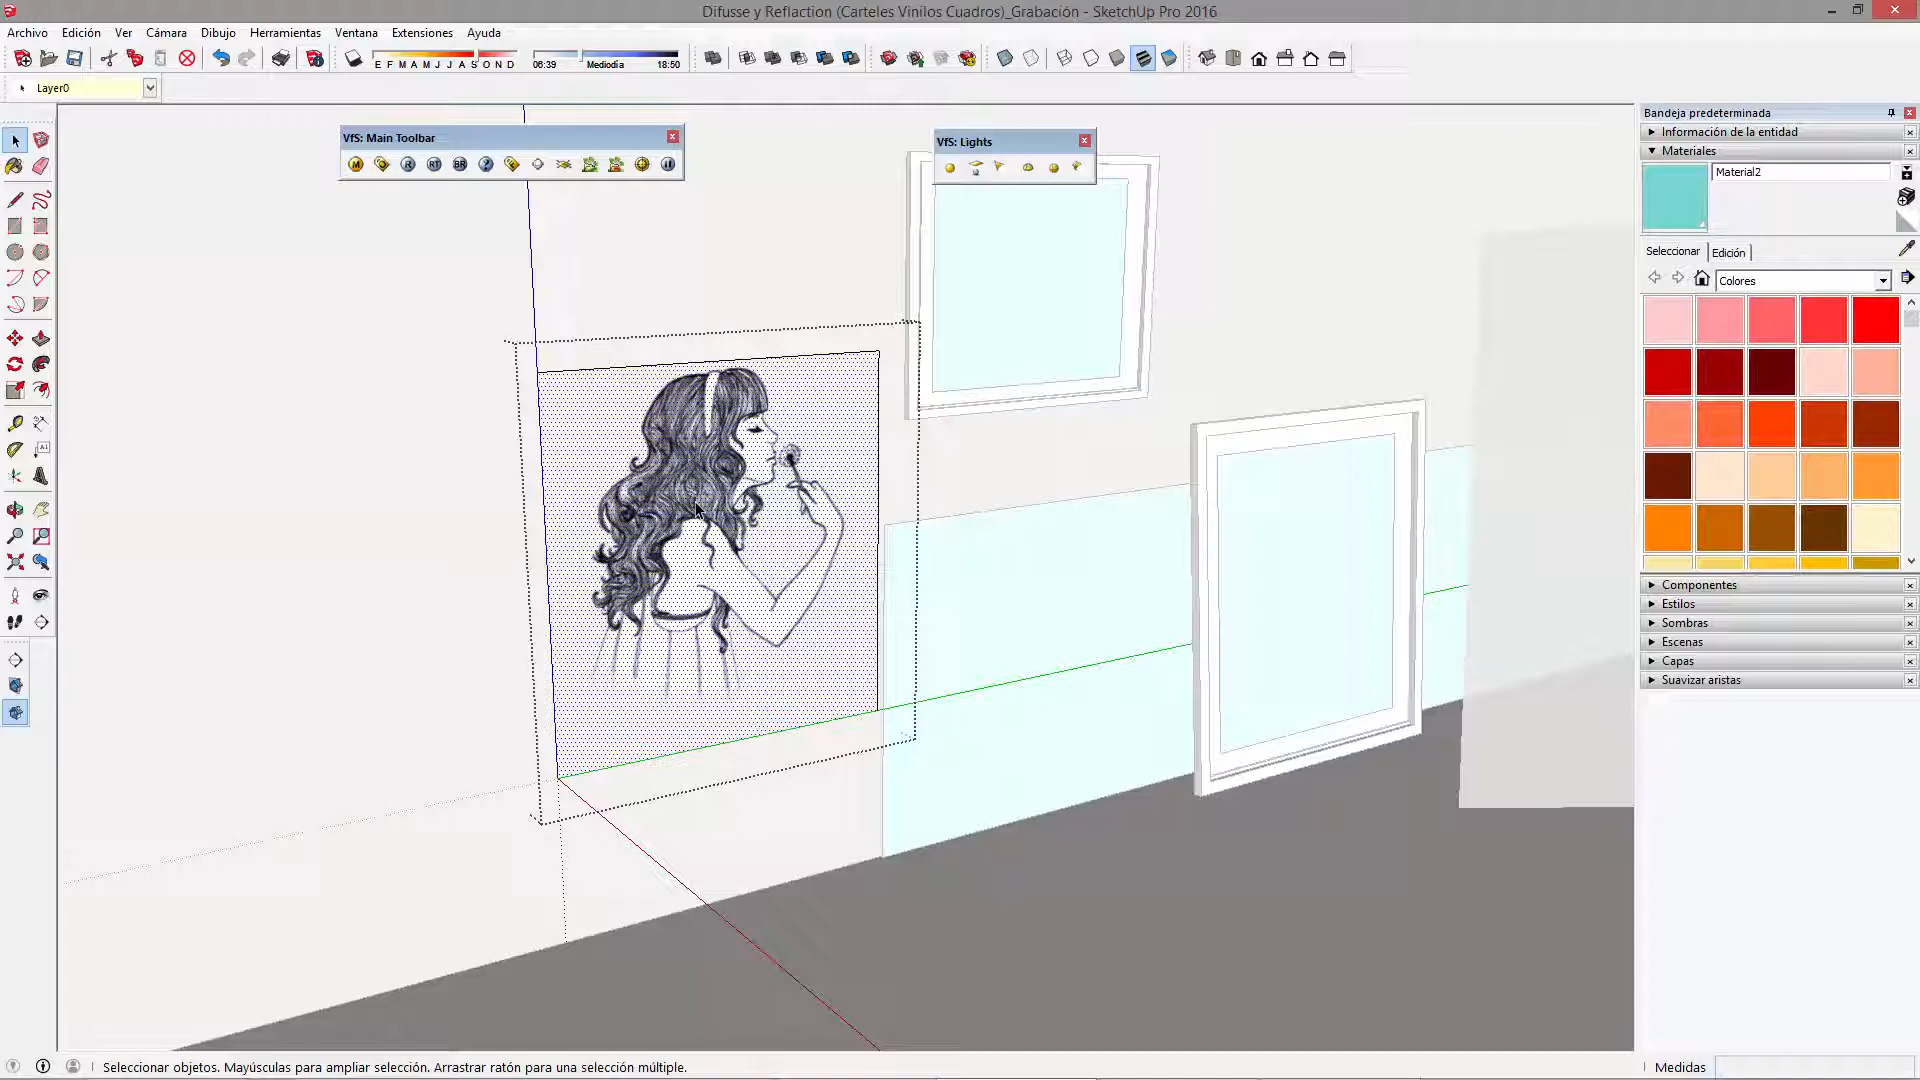 Difusse y Reflaction (Carteles Vinilos Cuadros)_Grabación - SketchUp Pro 2016
Archivo Edición Ver Cámara Dibujo Herramientas Ventana Extensiones Ayuda
E F M A M J J A S O N D
06:39 Mediodía 18:50
Layer0
VfS: Main Toolbar
M R RT BR ?
VfS: Lights
Bandeja predeterminada
Información de la entidad
Materiales
Material2
Seleccionar Edición
Colores
Componentes
Estilos
Sombras
Escenas
Capas
Suavizar aristas
Seleccionar objetos. Mayúsculas para ampliar selección. Arrastrar ratón para una selección múltiple.
Medidas